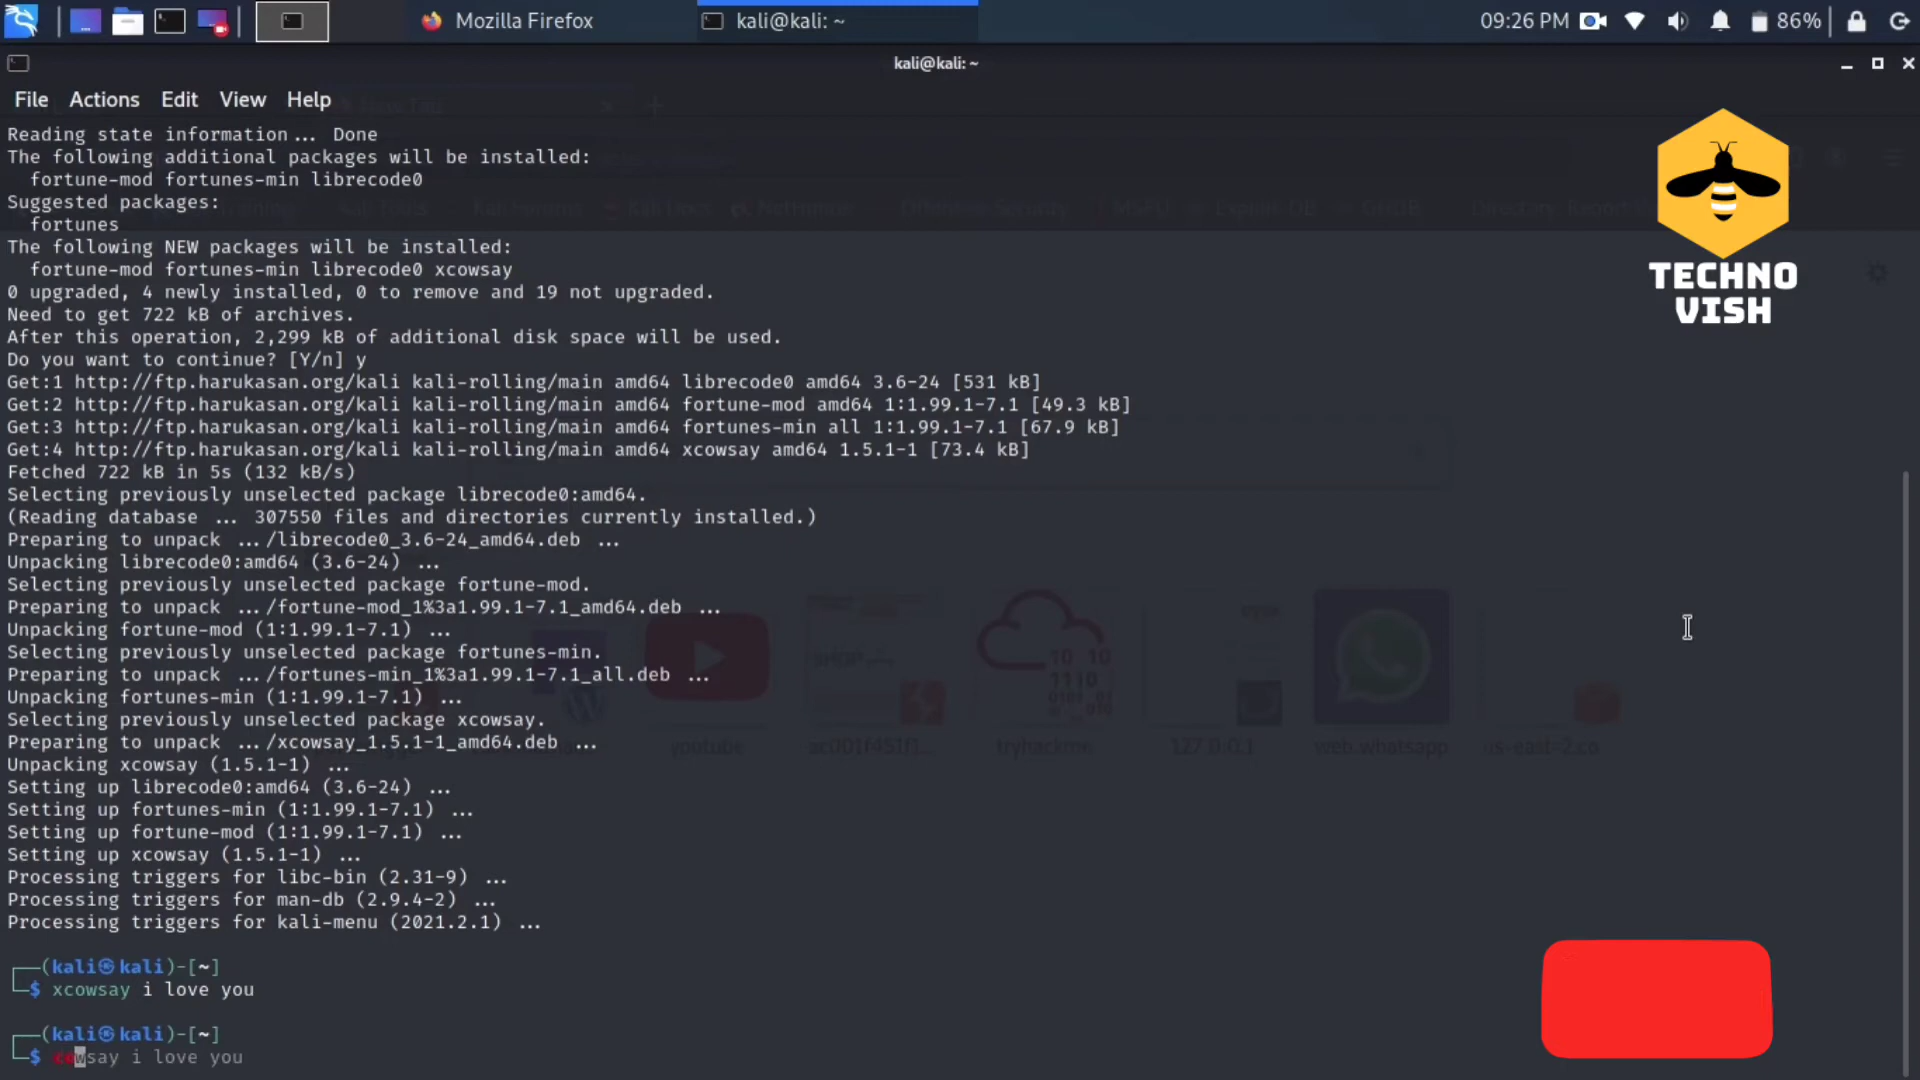 Mozilla Firefox
kali@kali: ~
09:26 PM
86%
kali@kali: ~
File Actions Edit View Help
Reading state information ... Done
The following additional packages will be installed:
fortune-mod fortunes-min librecode0
Suggested packages:
fortunes
The following NEW packages will be installed:
fortune-mod fortunes-min librecode0 xcowsay
0 upgraded, 4 newly installed, 0 to remove and 19 not upgraded.
Need to get 722 kB of archives.
After this operation, 2,299 kB of additional disk space will be used.
Do you want to continue? [Y/n] y
Get:1 http://ftp.harukasan.org/kali kali-rolling/main amd64 librecode0 amd64 3.6-24 [531 kB]
Get:2 http://ftp.harukasan.org/kali kali-rolling/main amd64 fortune-mod amd64 1:1.99.1-7.1 [49.3 kB]
Get:3 http://ftp.harukasan.org/kali kali-rolling/main amd64 fortunes-min all 1:1.99.1-7.1 [67.9 kB]
Get:4 http://ftp.harukasan.org/kali kali-rolling/main amd64 xcowsay amd64 1.5.1-1 [73.4 kB]
Fetched 722 kB in 5s (132 kB/s)
Selecting previously unselected package librecode0:amd64.
(Reading database ... 307550 files and directories currently installed.)
Preparing to unpack .../librecode0_3.6-24_amd64.deb ...
Unpacking librecode0:amd64 (3.6-24) ...
Selecting previously unselected package fortune-mod.
Preparing to unpack .../fortune-mod_1%3a1.99.1-7.1_amd64.deb ...
Unpacking fortune-mod (1:1.99.1-7.1) ...
Selecting previously unselected package fortunes-min.
Preparing to unpack .../fortunes-min_1%3a1.99.1-7.1_all.deb ...
Unpacking fortunes-min (1:1.99.1-7.1) ...
Selecting previously unselected package xcowsay.
Preparing to unpack .../xcowsay_1.5.1-1_amd64.deb ...
Unpacking xcowsay (1.5.1-1) ...
Setting up librecode0:amd64 (3.6-24) ...
Setting up fortunes-min (1:1.99.1-7.1) ...
Setting up fortune-mod (1:1.99.1-7.1) ...
Setting up xcowsay (1.5.1-1) ...
Processing triggers for libc-bin (2.31-9) ...
Processing triggers for man-db (2.9.4-2) ...
Processing triggers for kali-menu (2021.2.1) ...
┌──(kali㉿kali)-[~]
└─$ xcowsay i love you
┌──(kali㉿kali)-[~]
└─$ cowsay i love you
TECHNO
VISH
youtube
tryhackme
127.0.0.1
web.whatsapp